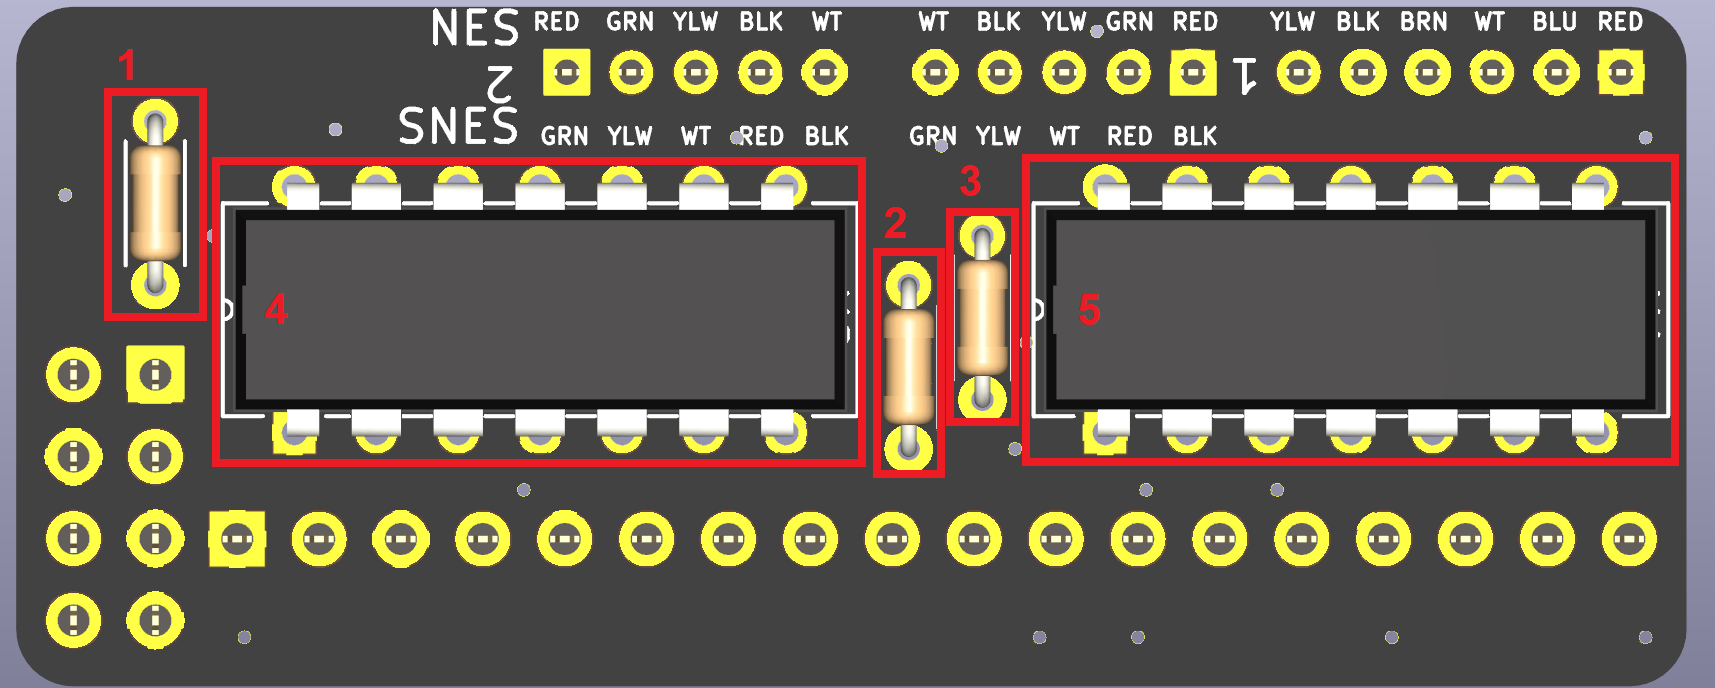 NES RED GRN YLW BLK WT WT BLK YLW GRN RED YLW BLK BRN WT BLU RED
1
2 1
SNES GRN YLW WT RED BLK GRN YLW WT RED BLK
3
2
4 5